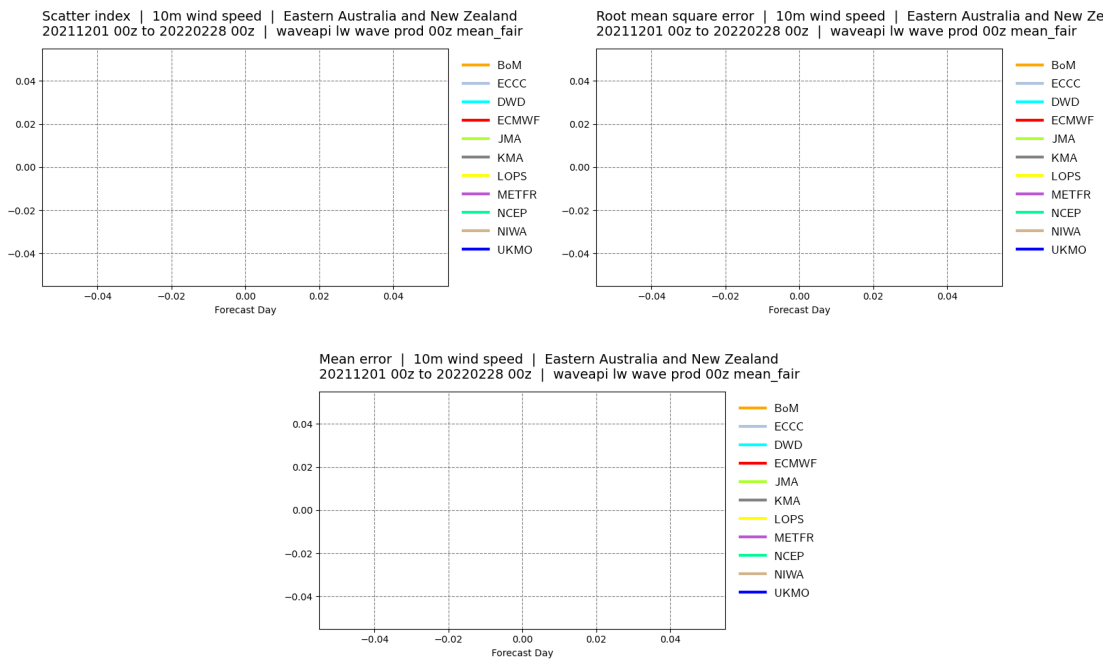 Scatter index | 10m wind speed | Eastern Australia and New Zealand
20211201 00z to 20220228 00z | waveapi lw wave prod 00z mean_fair
0.04
0.02
0.00
−0.02
−0.04
−0.04 −0.02 0.00 0.02 0.04
Forecast Day
BoM
ECCC
DWD
ECMWF
JMA
KMA
LOPS
METFR
NCEP
NIWA
UKMO
Root mean square error | 10m wind speed | Eastern Australia and New Ze
20211201 00z to 20220228 00z | waveapi lw wave prod 00z mean_fair
0.04
0.02
0.00
−0.02
−0.04
−0.04 −0.02 0.00 0.02 0.04
Forecast Day
BoM
ECCC
DWD
ECMWF
JMA
KMA
LOPS
METFR
NCEP
NIWA
UKMO
Mean error | 10m wind speed | Eastern Australia and New Zealand
20211201 00z to 20220228 00z | waveapi lw wave prod 00z mean_fair
0.04
0.02
0.00
−0.02
−0.04
−0.04 −0.02 0.00 0.02 0.04
Forecast Day
BoM
ECCC
DWD
ECMWF
JMA
KMA
LOPS
METFR
NCEP
NIWA
UKMO